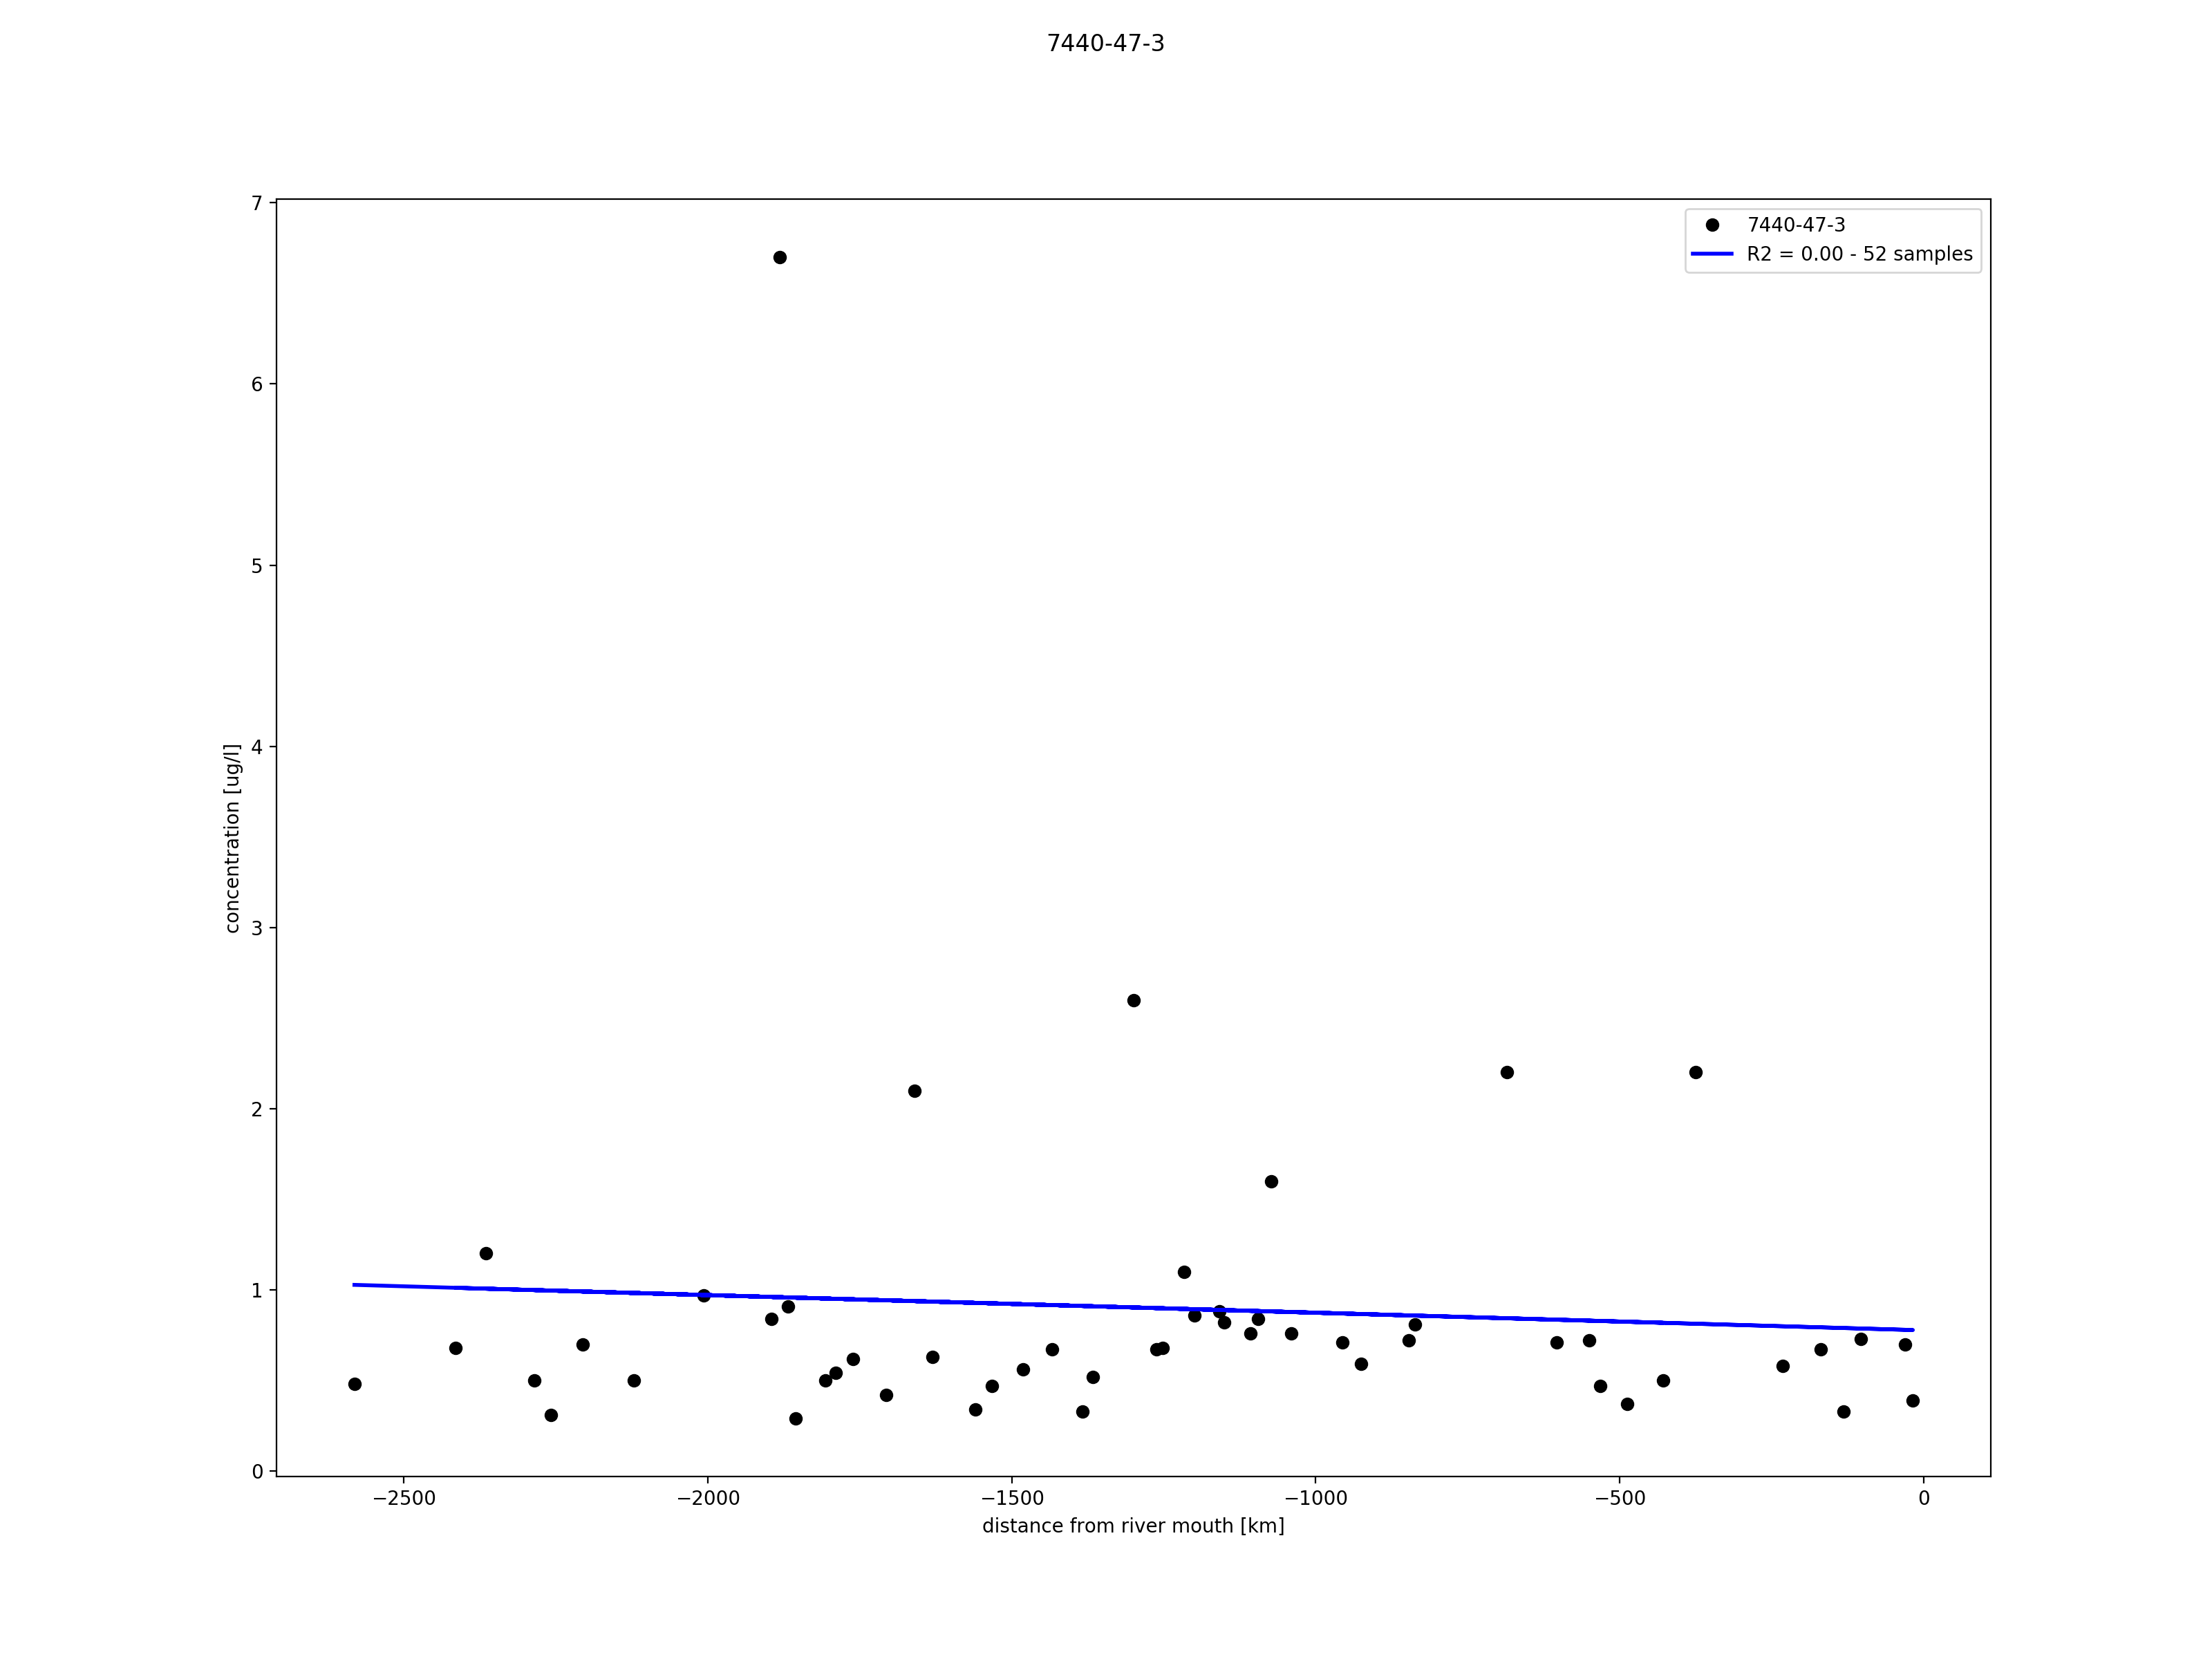 7440-47-3
7440-47-3
R2 = 0.00 - 52 samples
7
6
5
4
3
2
1
0
concentration [ug/l]
−2500 −2000 −1500 −1000 −500 0
distance from river mouth [km]